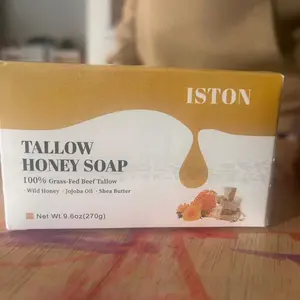 ISTON
TALLOW
HONEY SOAP
100% Grass-Fed Beef Tallow
· Wild Honey · Jojoba Oil · Shea Butter
Net Wt.9.6oz(270g)